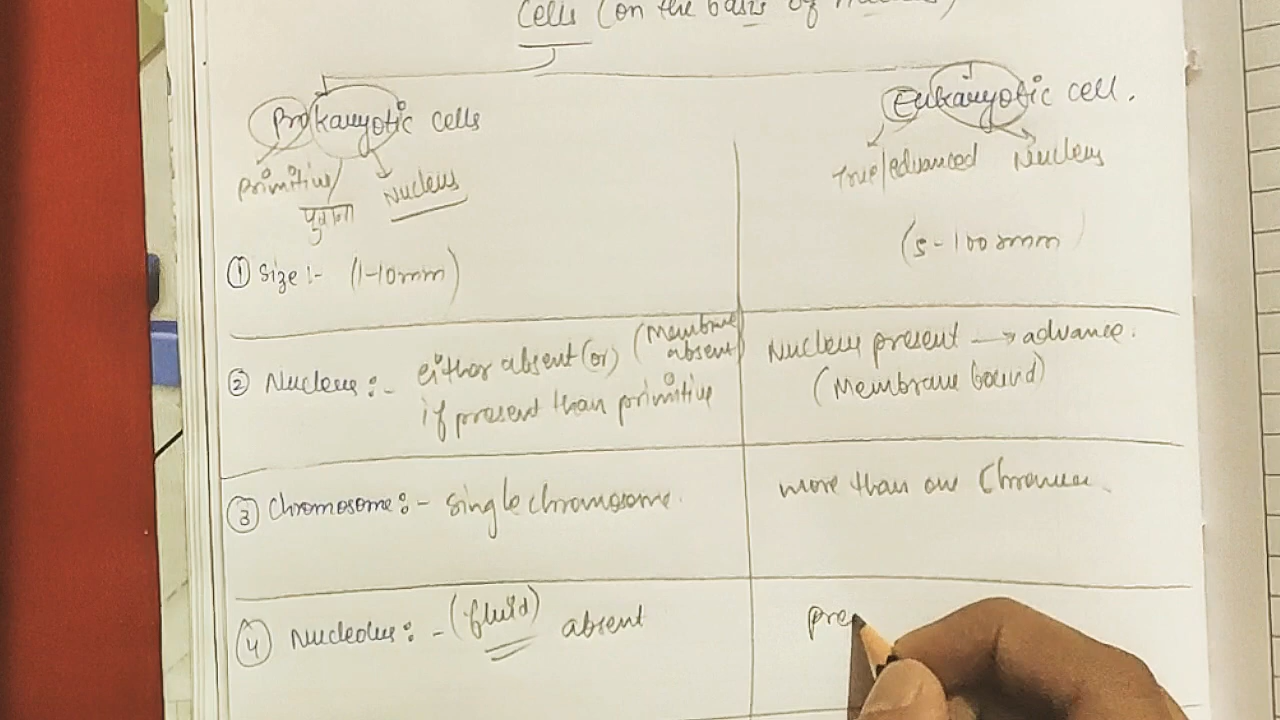 Cells (on the basis of nucleus)
Prokaryotic cells
Eukaryotic cell.
primitive/
पुराना
Nucleus
True/advanced
Nucleus
① Size :- (1-10mm)
(5-100mm)
② Nucleus :- either absent (or) (Membrane absent)
if present than primitive
Nucleus present → advance.
(Membrane bound)
③ Chromosome :- single chromosome.
more than one
④ Nucleolus :- (fluid) absent
pre